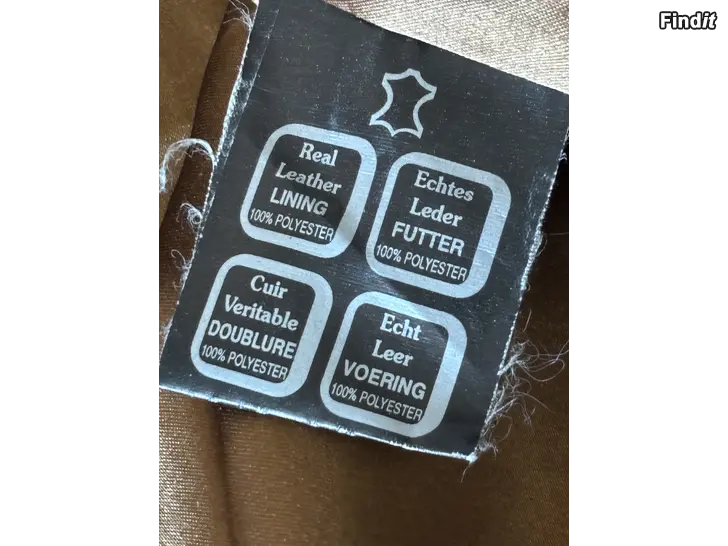 Findit
Real
Leather
LINING
100% POLYESTER
Echtes
Leder
FUTTER
100% POLYESTER
Cuir
Veritable
DOUBLURE
100% POLYESTER
Echt
Leer
VOERING
100% POLYESTER